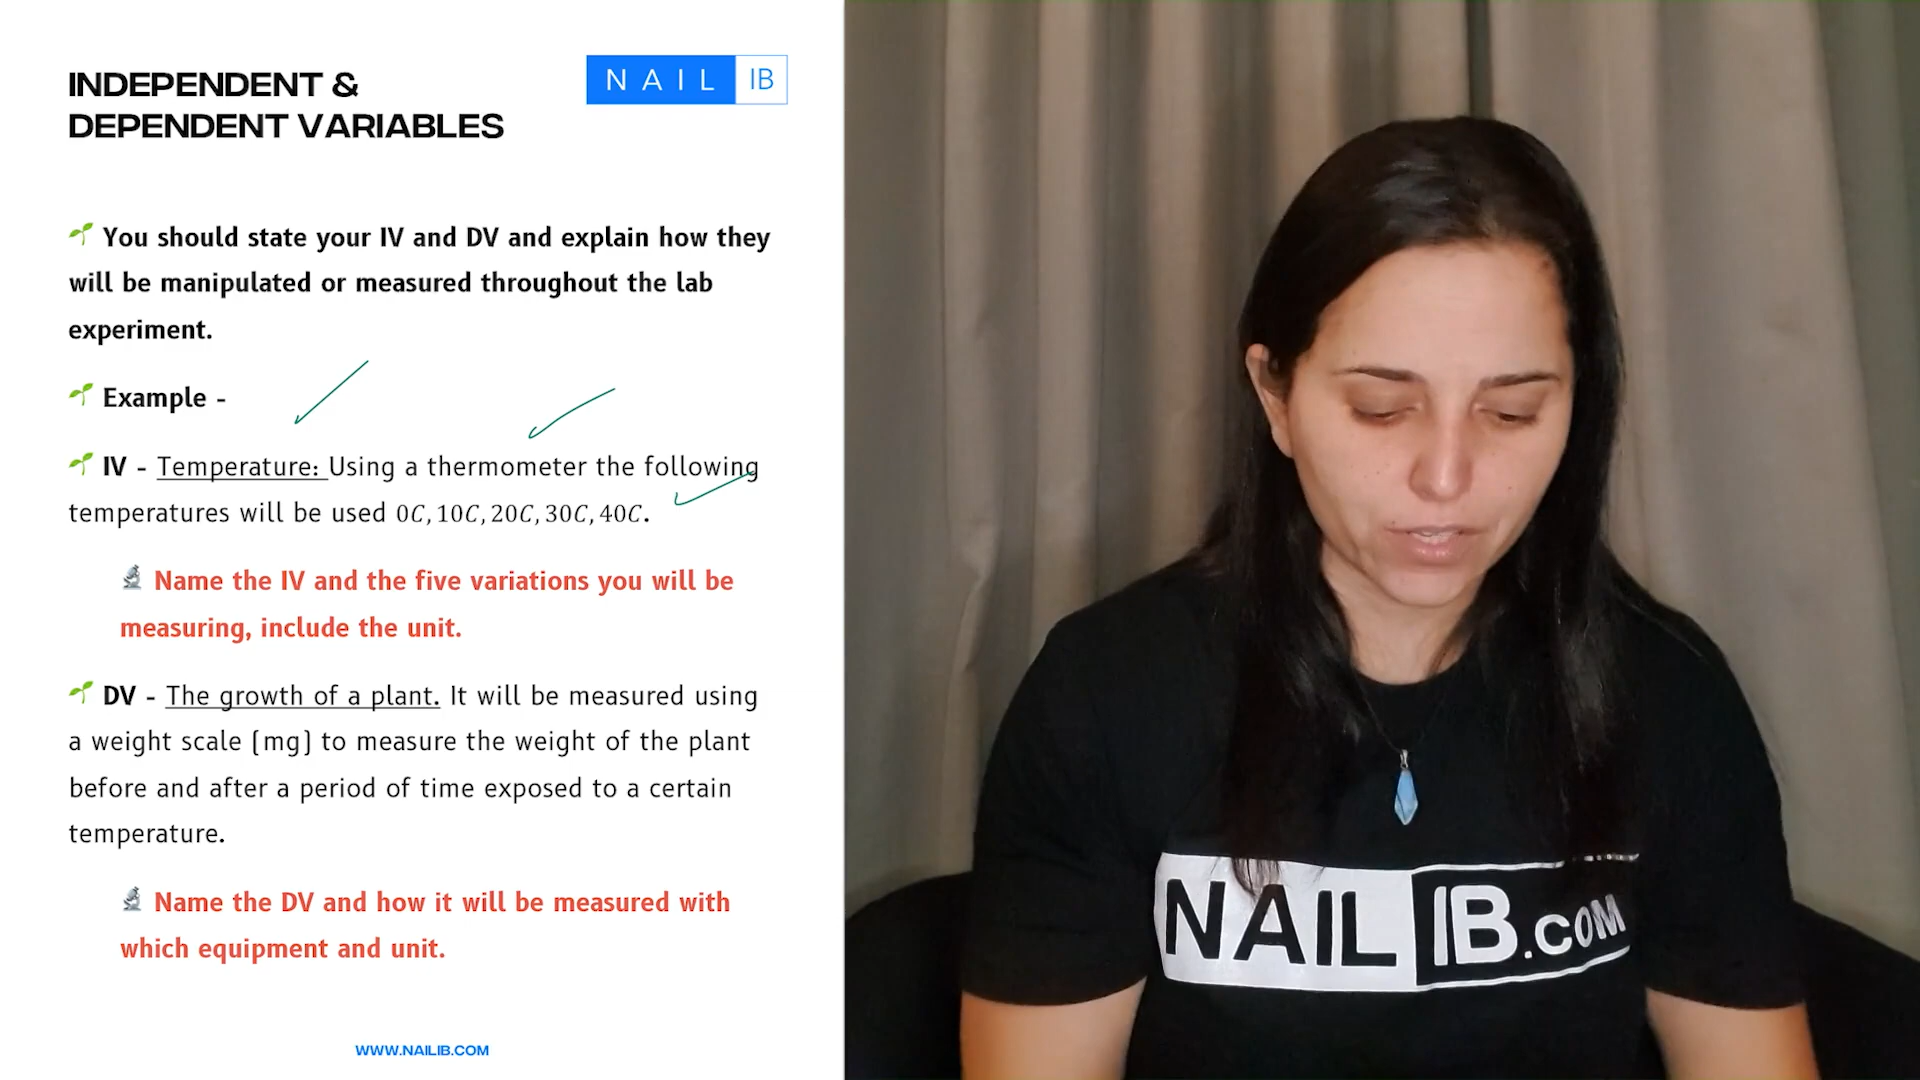 INDEPENDENT &
DEPENDENT VARIABLES
NAIL IB
You should state your IV and DV and explain how they
will be manipulated or measured throughout the lab
experiment.
Example -
IV - Temperature: Using a thermometer the following
temperatures will be used 0C, 10C, 20C, 30C, 40C.
Name the IV and the five variations you will be
measuring, include the unit.
DV - The growth of a plant. It will be measured using
a weight scale (mg) to measure the weight of the plant
before and after a period of time exposed to a certain
temperature.
Name the DV and how it will be measured with
which equipment and unit.
WWW.NAILIB.COM
NAIL IB.COM